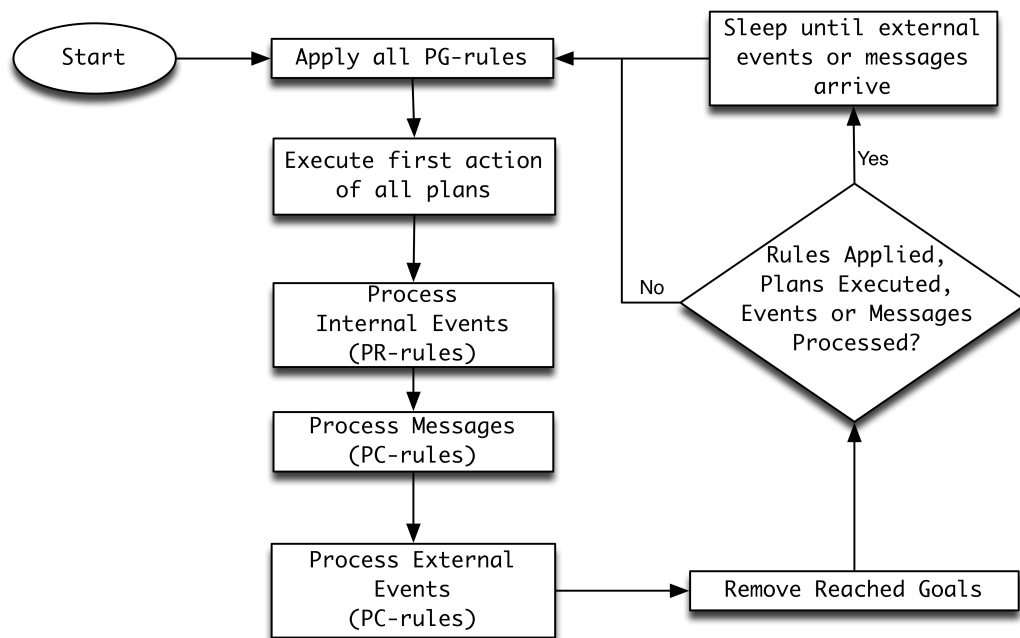 Start
Apply all PG-rules
Execute first action
of all plans
Process
Internal Events
(PR-rules)
Process Messages
(PC-rules)
Process External
Events
(PC-rules)
Remove Reached Goals
Rules Applied,
Plans Executed,
Events or Messages
Processed?
No
Yes
Sleep until external
events or messages
arrive